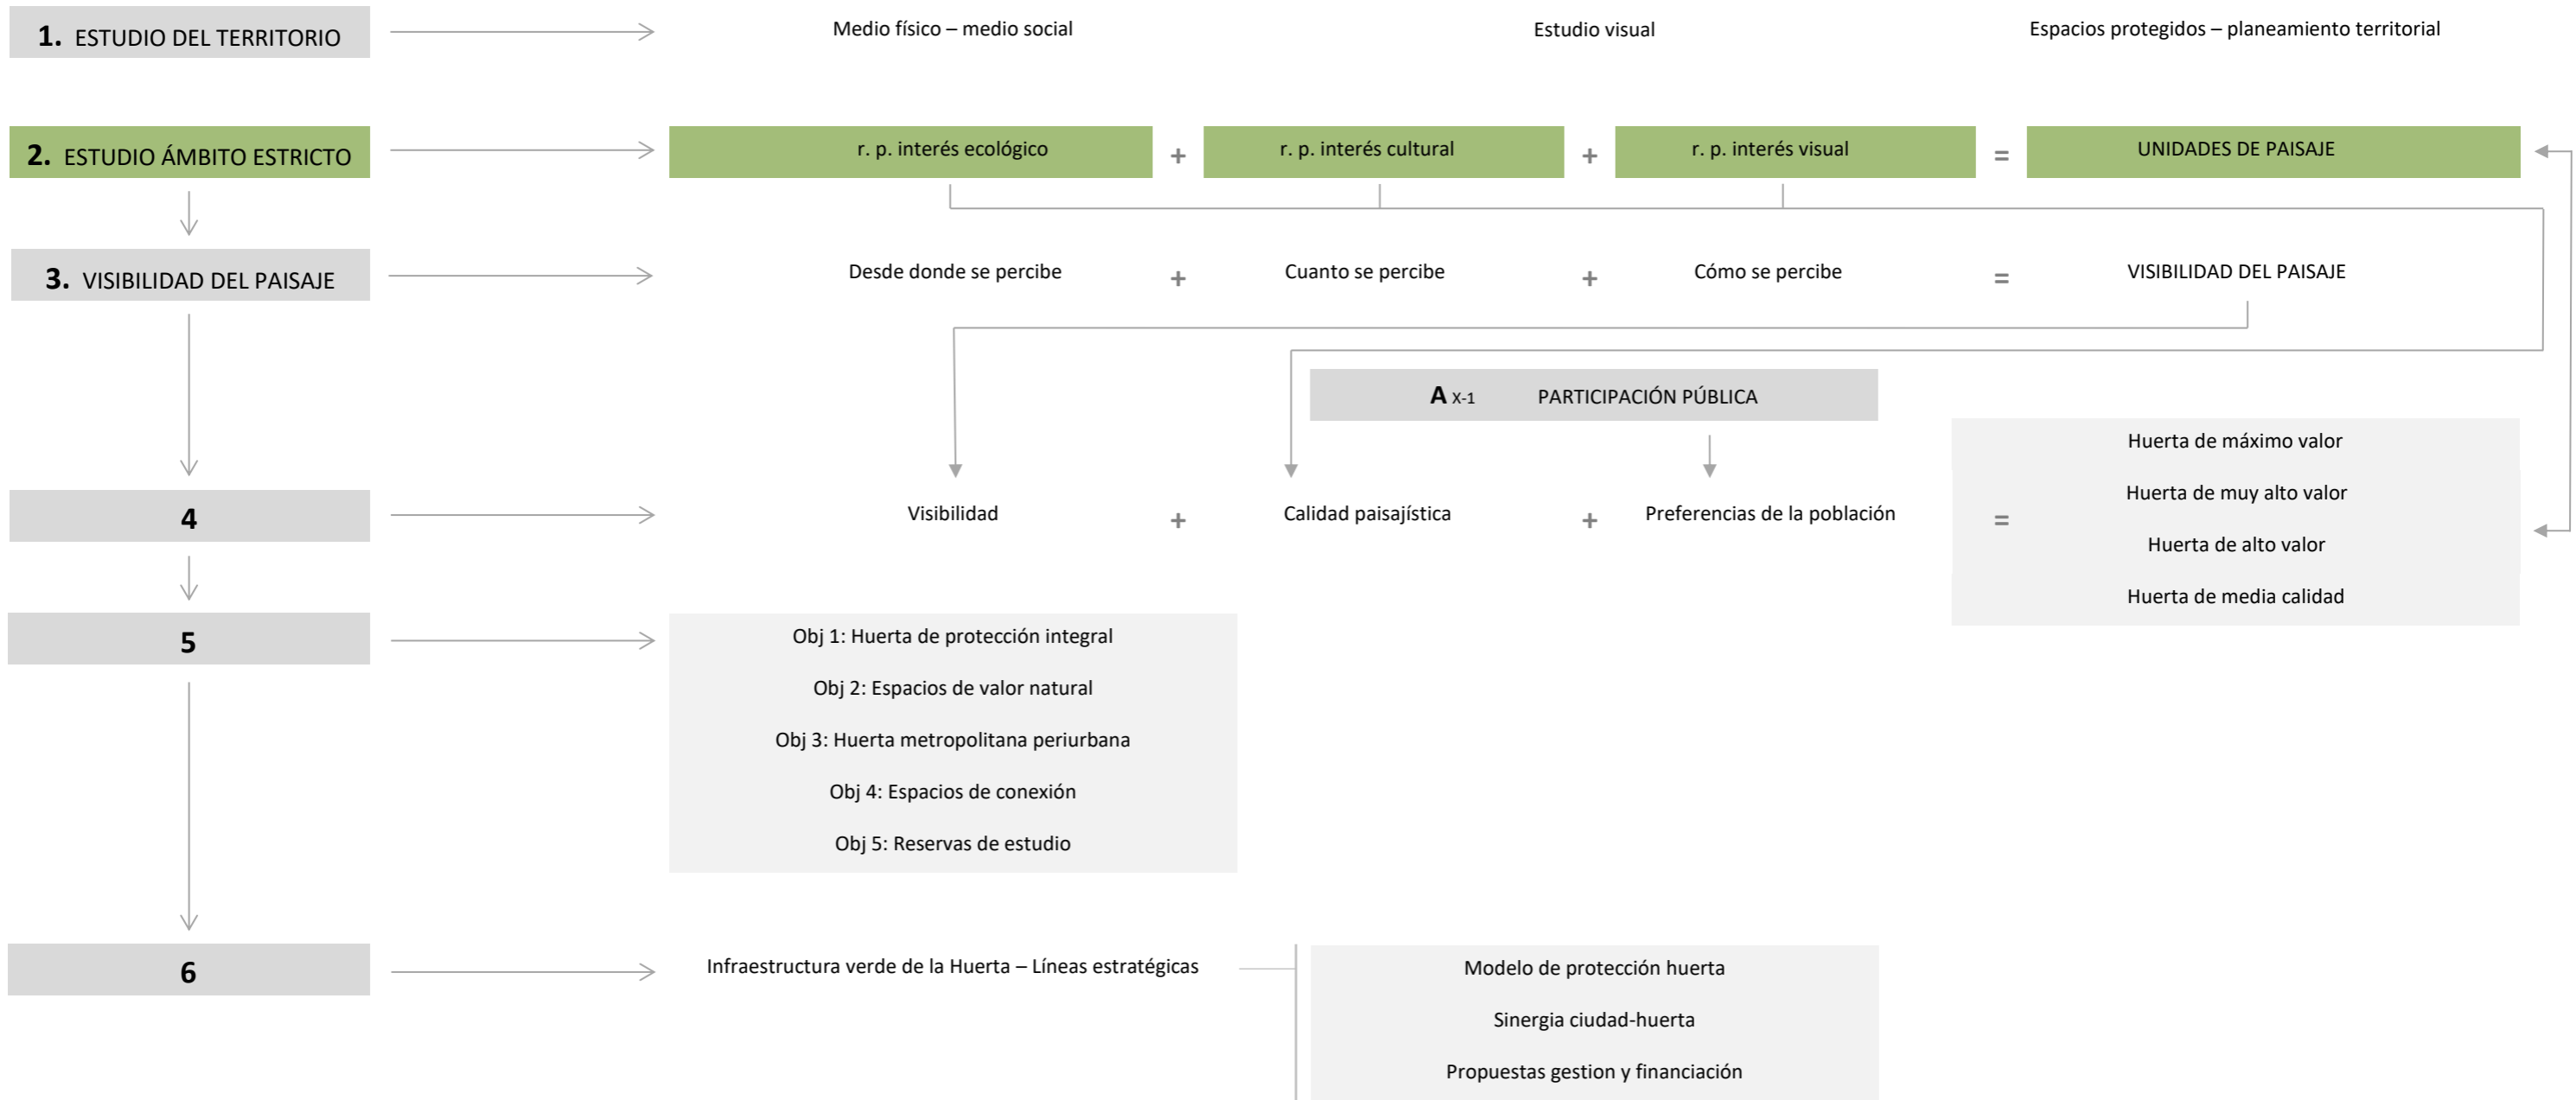 1. ESTUDIO DEL TERRITORIO
Medio físico – medio social
Estudio visual
Espacios protegidos – planeamiento territorial
2. ESTUDIO ÁMBITO ESTRICTO
r. p. interés ecológico
+
r. p. interés cultural
+
r. p. interés visual
=
UNIDADES DE PAISAJE
3. VISIBILIDAD DEL PAISAJE
Desde donde se percibe
+
Cuanto se percibe
+
Cómo se percibe
=
VISIBILIDAD DEL PAISAJE
A X-1 PARTICIPACIÓN PÚBLICA
4
Visibilidad
+
Calidad paisajística
+
Preferencias de la población
=
Huerta de máximo valor
Huerta de muy alto valor
Huerta de alto valor
Huerta de media calidad
5
Obj 1: Huerta de protección integral
Obj 2: Espacios de valor natural
Obj 3: Huerta metropolitana periurbana
Obj 4: Espacios de conexión
Obj 5: Reservas de estudio
6
Infraestructura verde de la Huerta – Líneas estratégicas
Modelo de protección huerta
Sinergia ciudad-huerta
Propuestas gestion y financiación